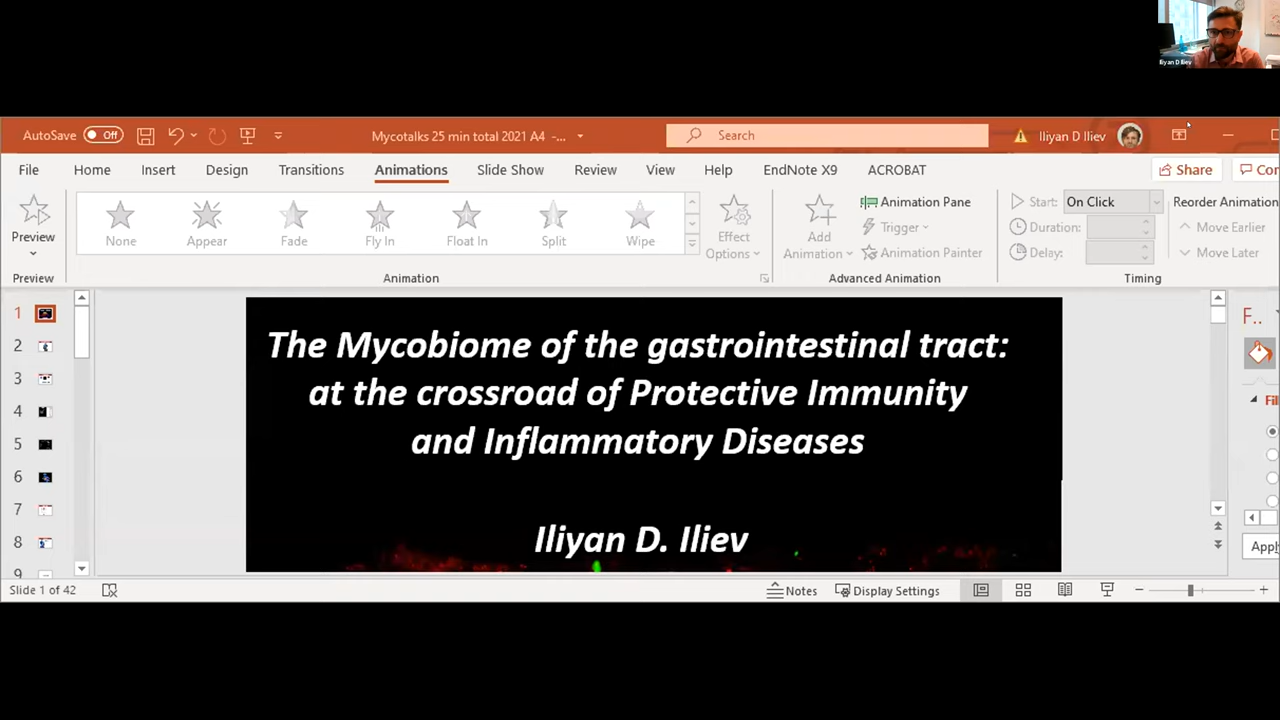 Iliyan D Iliev
AutoSave Off Mycotalks 25 min total 2021 A4 -... Search Iliyan D Iliev
File Home Insert Design Transitions Animations Slide Show Review View Help EndNote X9 ACROBAT Share
Preview None Appear Fade Fly In Float In Split Wipe Effect Options Add Animation Animation Pane Start: On Click Reorder Animation
Trigger Duration: Move Earlier
Animation Painter Delay: Move Later
Preview Animation Advanced Animation Timing
1
2
3
4
5
6
7
8
9
The Mycobiome of the gastrointestinal tract:
at the crossroad of Protective Immunity
and Inflammatory Diseases
Iliyan D. Iliev
F...
Slide 1 of 42 Notes Display Settings